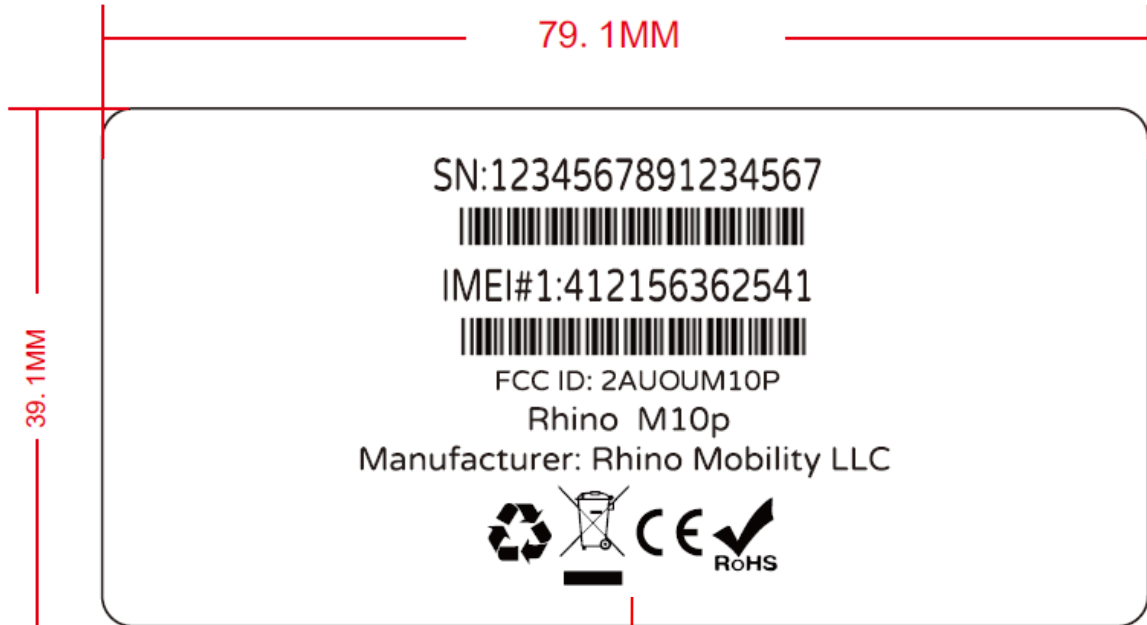 79. 1MM
39. 1MM
SN:1234567891234567
IMEI#1:412156362541
FCC ID: 2AUOUM10P
Rhino M10p
Manufacturer: Rhino Mobility LLC
CE
RoHS